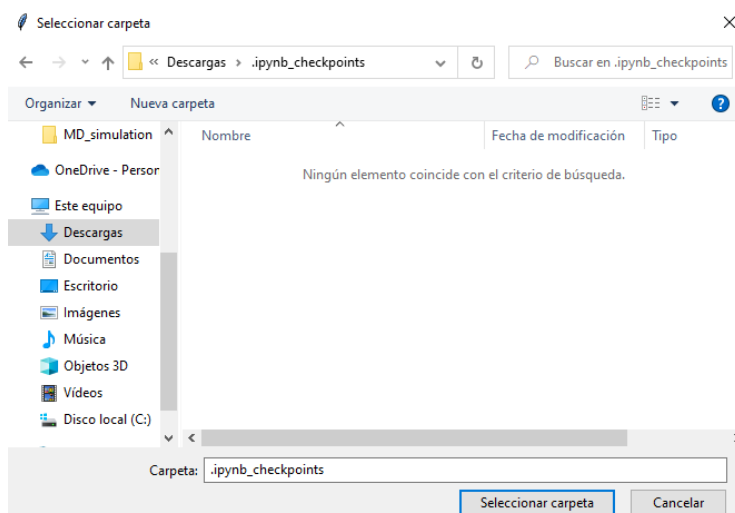 Seleccionar carpeta
« Descargas › .ipynb_checkpoints
Buscar en .ipynb_checkpoints
Organizar
Nueva carpeta
Nombre
Fecha de modificación
Tipo
MD_simulation
OneDrive - Person
Este equipo
Descargas
Documentos
Escritorio
Imágenes
Música
Objetos 3D
Vídeos
Disco local (C:)
Ningún elemento coincide con el criterio de búsqueda.
Carpeta: .ipynb_checkpoints
Seleccionar carpeta
Cancelar